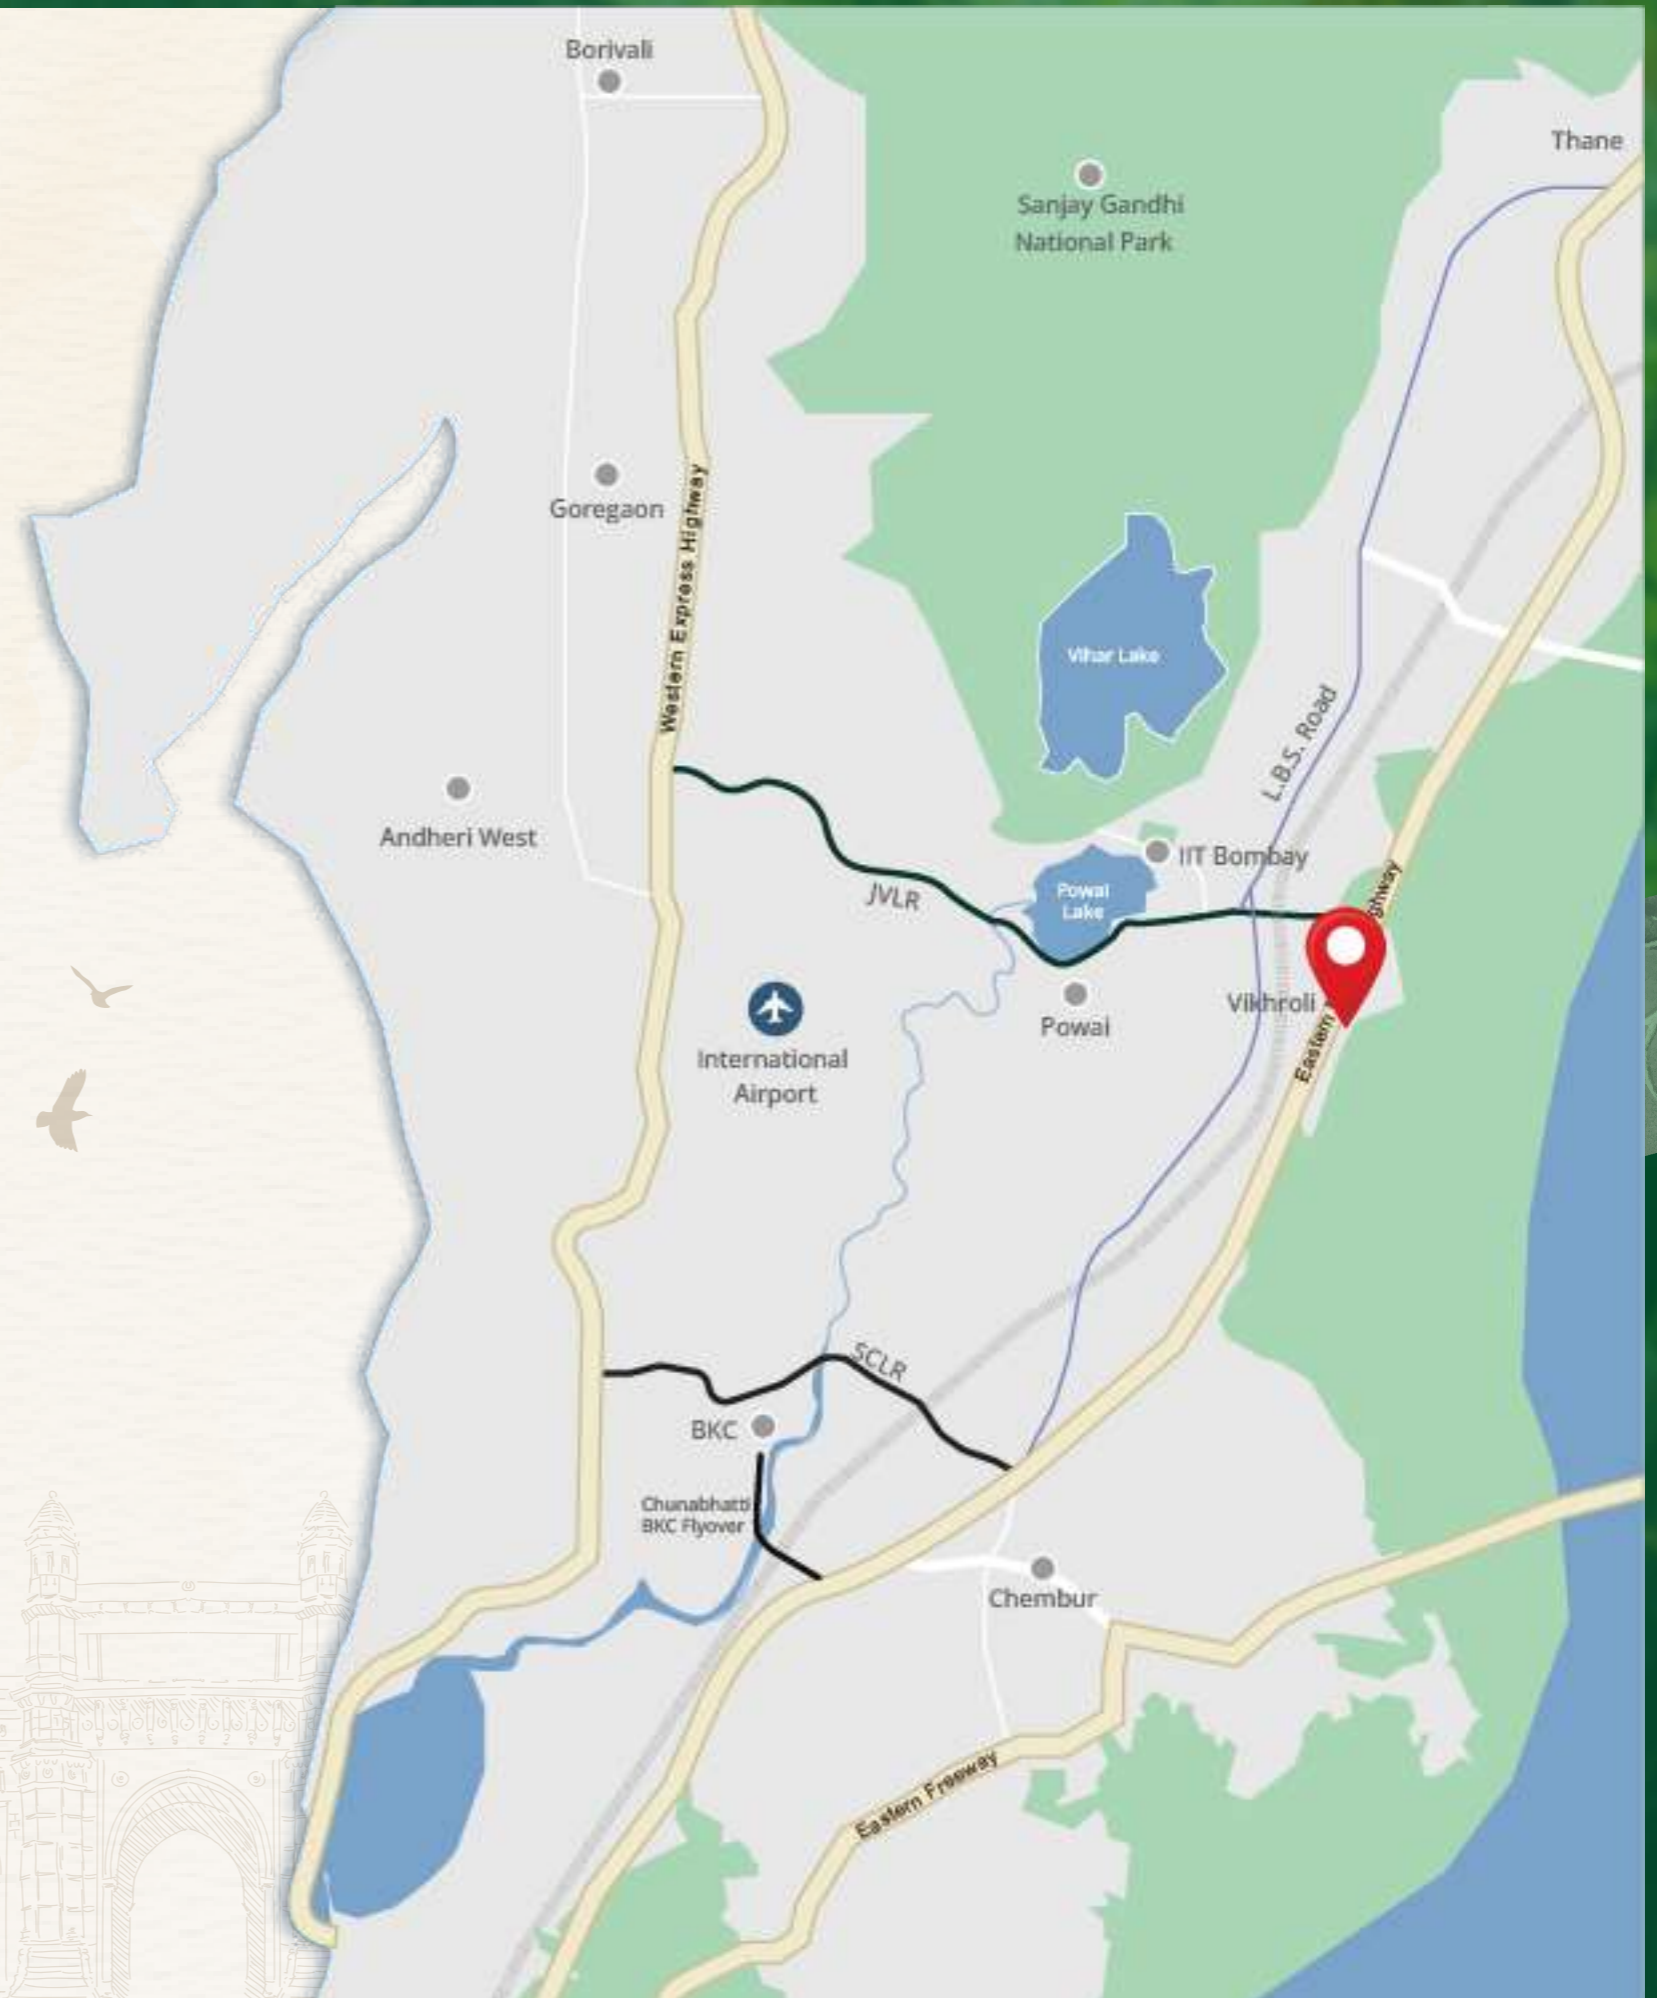 Borivali
Thane
Sanjay Gandhi
National Park
Goregaon
Western Express Highway
Vihar Lake
L.B.S. Road
Andheri West
IIT Bombay
JVLR
Powai
Lake
Vikhroli
Powai
International
Airport
Eastern
ghway
SCLR
BKC
Chunabhatti
BKC Flyover
Chembur
Eastern Freeway